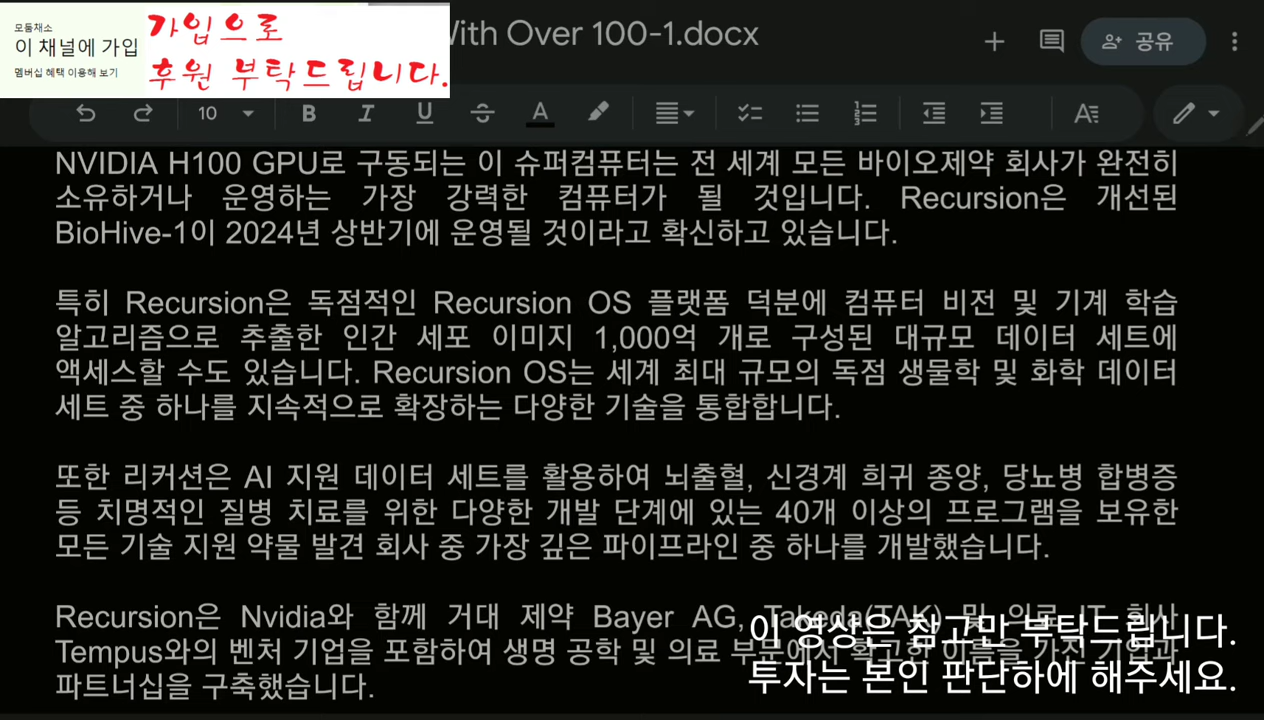 모둠채소
이 채널에 가입
멤버십 혜택 이용해 보기
가입으로
후원 부탁드립니다.
With Over 100-1.docx
공유
10
B I U S A
NVIDIA H100 GPU로 구동되는 이 슈퍼컴퓨터는 전 세계 모든 바이오제약 회사가 완전히
소유하거나 운영하는 가장 강력한 컴퓨터가 될 것입니다. Recursion은 개선된
BioHive-1이 2024년 상반기에 운영될 것이라고 확신하고 있습니다.
특히 Recursion은 독점적인 Recursion OS 플랫폼 덕분에 컴퓨터 비전 및 기계 학습
알고리즘으로 추출한 인간 세포 이미지 1,000억 개로 구성된 대규모 데이터 세트에
액세스할 수도 있습니다. Recursion OS는 세계 최대 규모의 독점 생물학 및 화학 데이터
세트 중 하나를 지속적으로 확장하는 다양한 기술을 통합합니다.
또한 리커션은 AI 지원 데이터 세트를 활용하여 뇌출혈, 신경계 희귀 종양, 당뇨병 합병증
등 치명적인 질병 치료를 위한 다양한 개발 단계에 있는 40개 이상의 프로그램을 보유한
모든 기술 지원 약물 발견 회사 중 가장 깊은 파이프라인 중 하나를 개발했습니다.
Recursion은 Nvidia와 함께 거대 제약 Bayer AG, Takeda(TAK) 및 의료 IT 회사
Tempus와의 벤처 기업을 포함하여 생명 공학 및 의료 부문에서 확고한 이름을 가진 기업과
파트너십을 구축했습니다.
이 영상은 참고만 부탁드립니다.
투자는 본인 판단하에 해주세요.